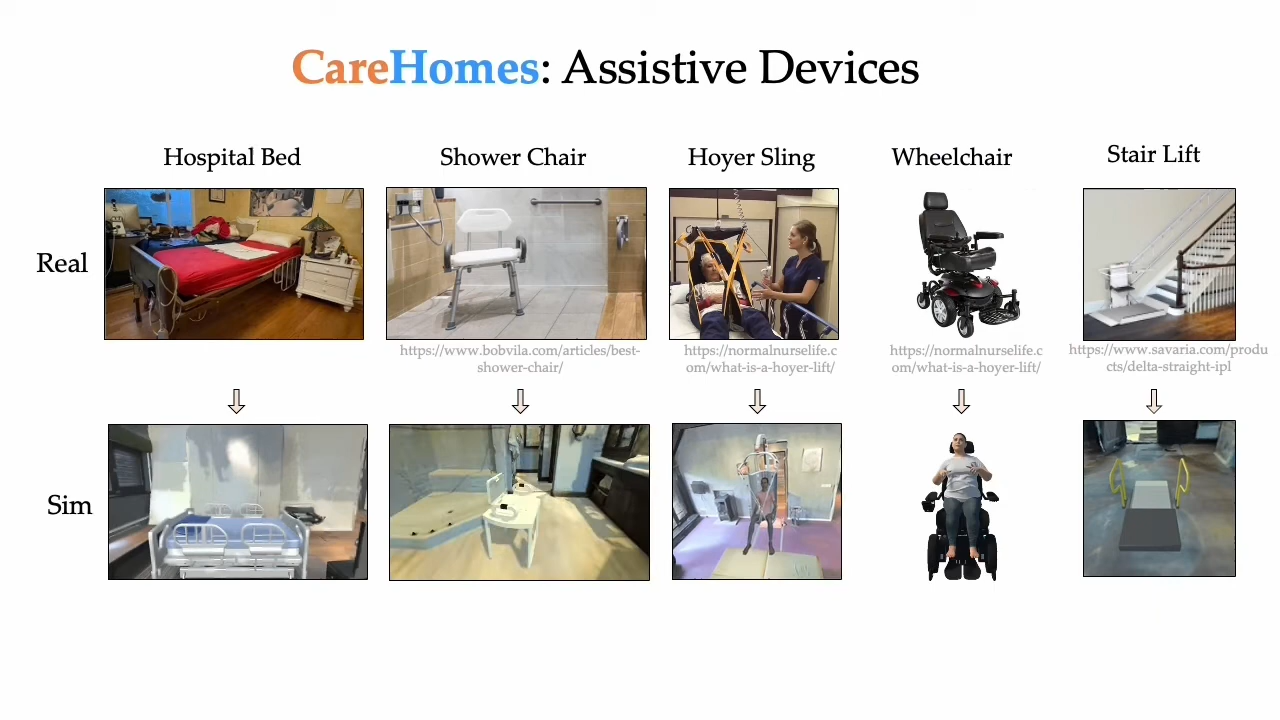 CareHomes: Assistive Devices
Hospital Bed
Shower Chair
Hoyer Sling
Wheelchair
Stair Lift
Real
https://www.bobvila.com/articles/best-
shower-chair/
https://normalnurselife.c
om/what-is-a-hoyer-lift/
https://normalnurselife.c
om/what-is-a-hoyer-lift/
https://www.savaria.com/produ
cts/delta-straight-ipl
Sim